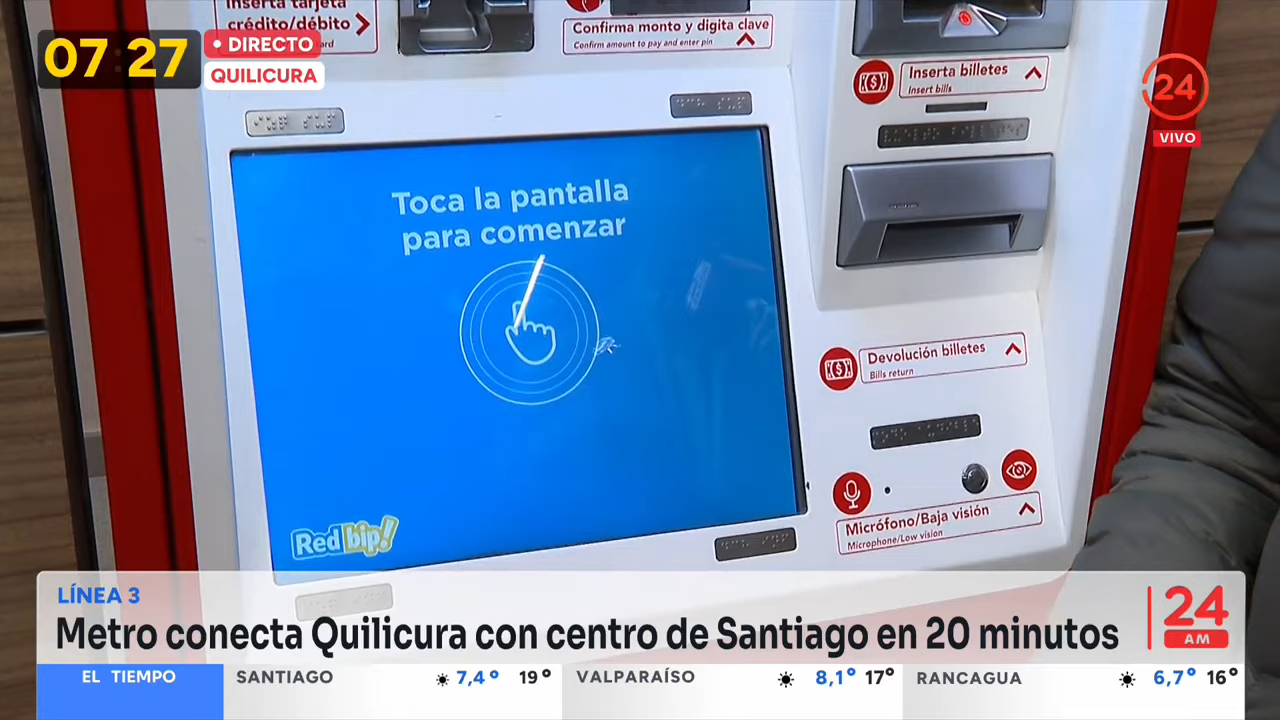 07:27
• DIRECTO
QUILICURA
Inserta tarjeta
crédito/débito
Confirma monto y digita clave
Confirm amount to pay and enter pin
Inserta billetes
Insert bills
24
VIVO
Toca la pantalla
para comenzar
Devolución billetes
Bills return
Micrófono/Baja visión
Microphone/Low vision
Red bip!
LÍNEA 3
Metro conecta Quilicura con centro de Santiago en 20 minutos
24
AM
EL TIEMPO SANTIAGO 7,4° 19° VALPARAÍSO 8,1° 17° RANCAGUA 6,7° 16°